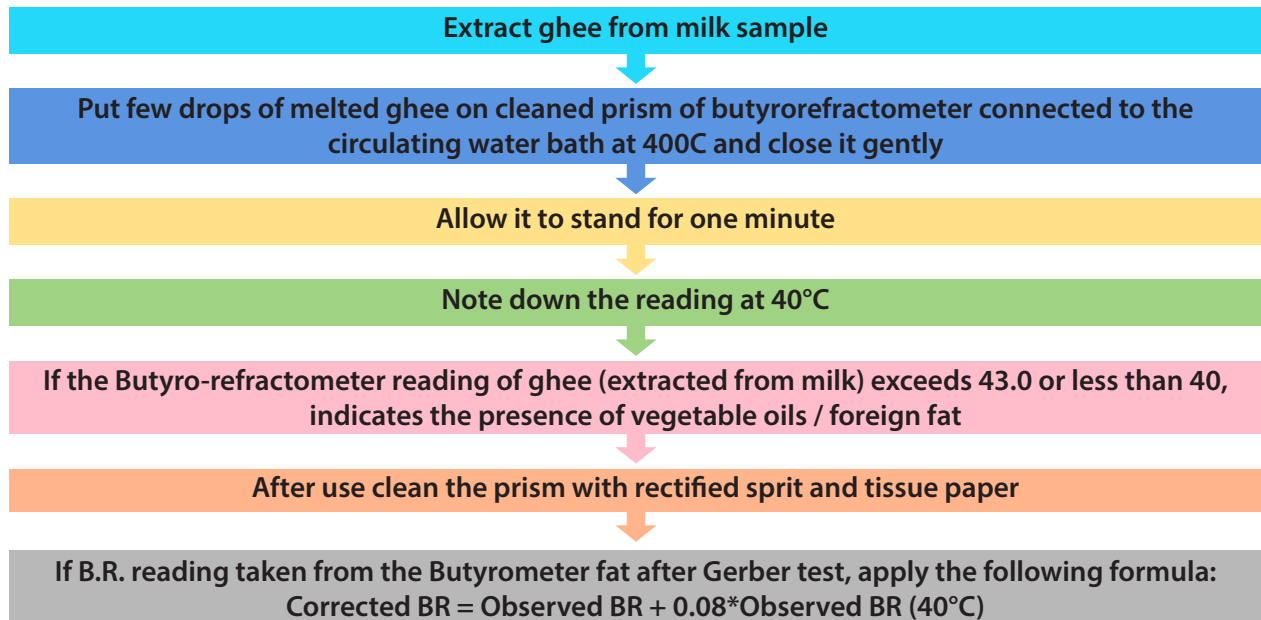 Extract ghee from milk sample
Put few drops of melted ghee on cleaned prism of butyrorefractometer connected to the
circulating water bath at 400C and close it gently
Allow it to stand for one minute
Note down the reading at 40°C
If the Butyro-refractometer reading of ghee (extracted from milk) exceeds 43.0 or less than 40,
indicates the presence of vegetable oils / foreign fat
After use clean the prism with rectified sprit and tissue paper
If B.R. reading taken from the Butyrometer fat after Gerber test, apply the following formula:
Corrected BR = Observed BR + 0.08*Observed BR (40°C)